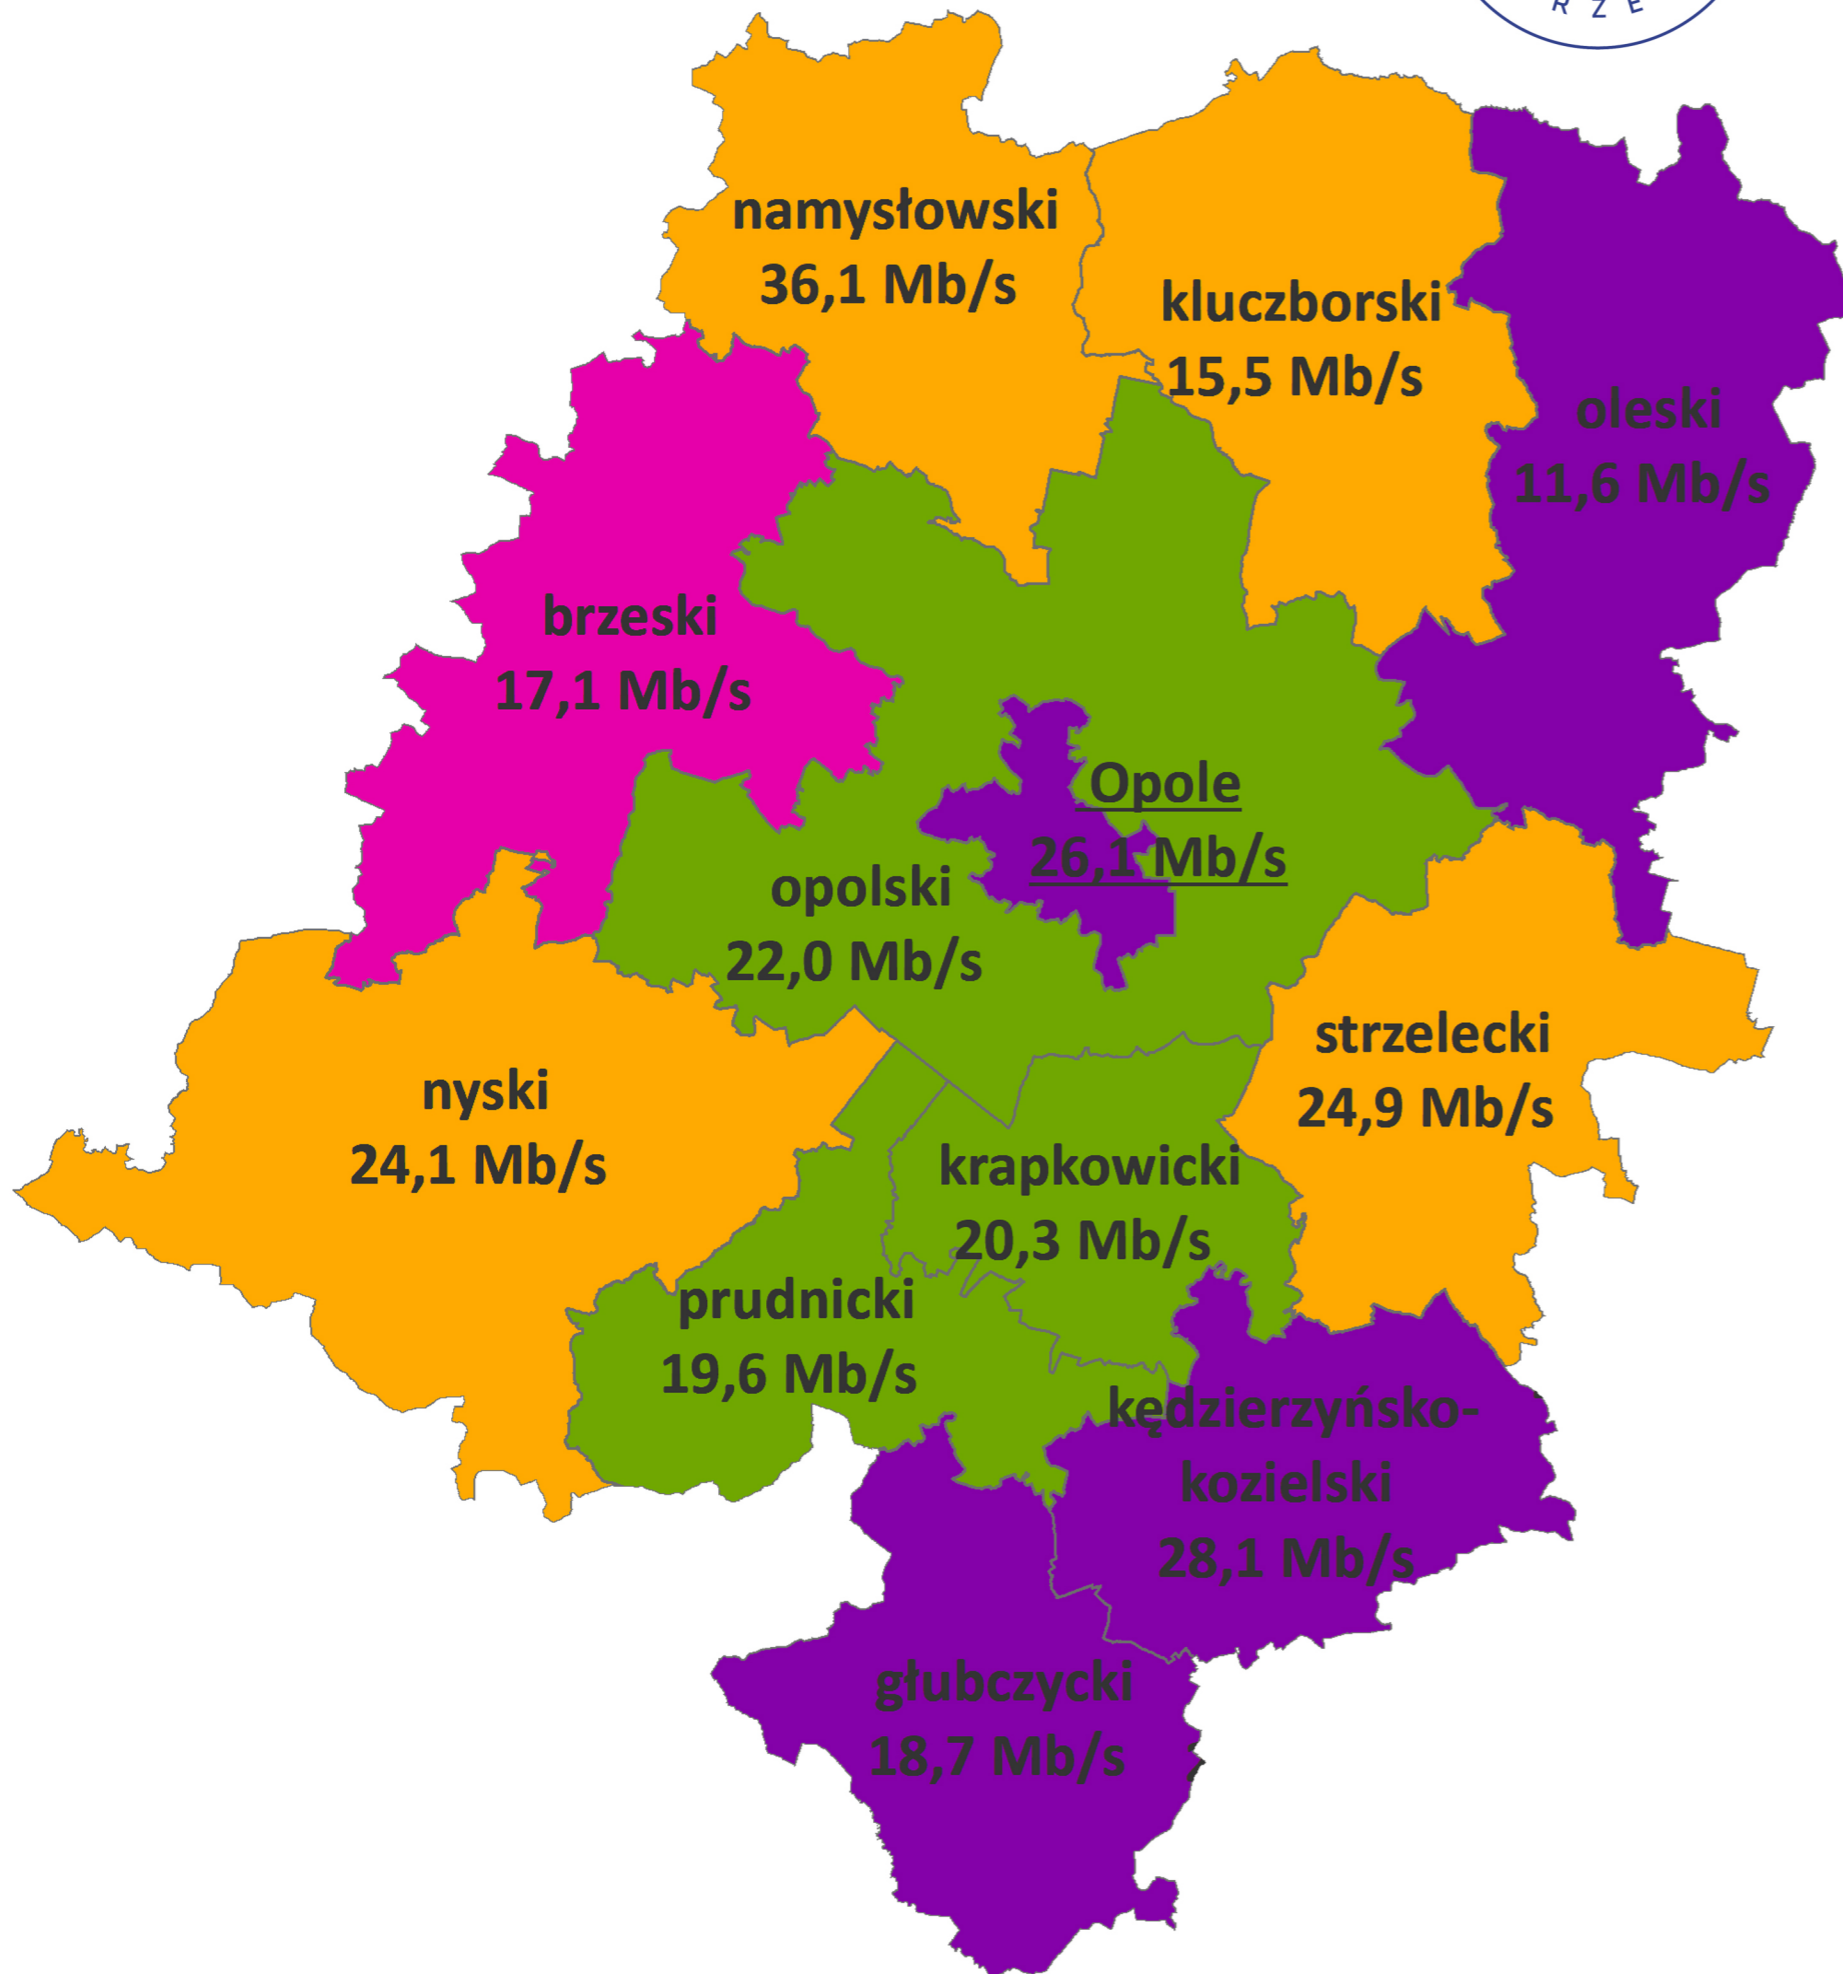 R Z E
namysłowski
36,1 Mb/s
kluczborski
15,5 Mb/s
oleski
11,6 Mb/s
brzeski
17,1 Mb/s
Opole
26,1 Mb/s
opolski
22,0 Mb/s
strzelecki
24,9 Mb/s
nyski
24,1 Mb/s
krapkowicki
20,3 Mb/s
prudnicki
19,6 Mb/s
kędzierzyńsko-
kozielski
28,1 Mb/s
głubczycki
18,7 Mb/s